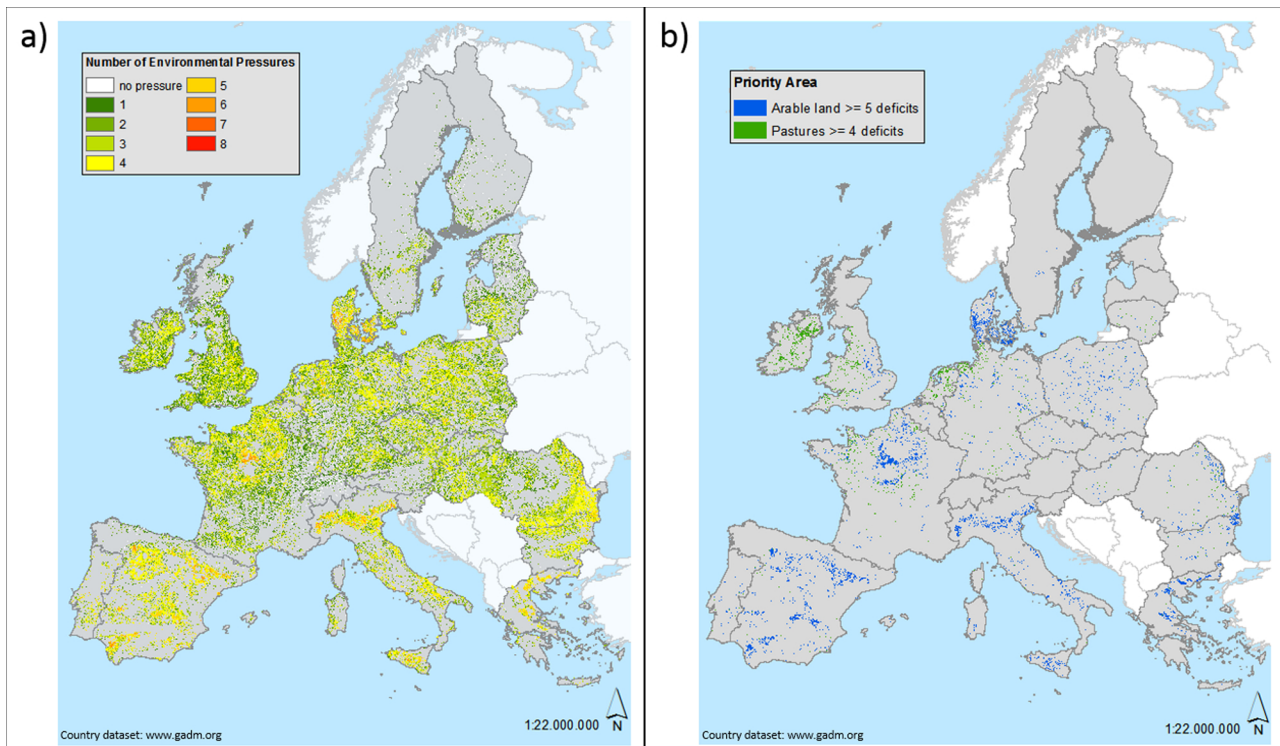 a)
Number of Environmental Pressures
no pressure
1
2
3
4
5
6
7
8
1:22.000.000
N
Country dataset: www.gadm.org
b)
Priority Area
Arable land >= 5 deficits
Pastures >= 4 deficits
1:22.000.000
N
Country dataset: www.gadm.org